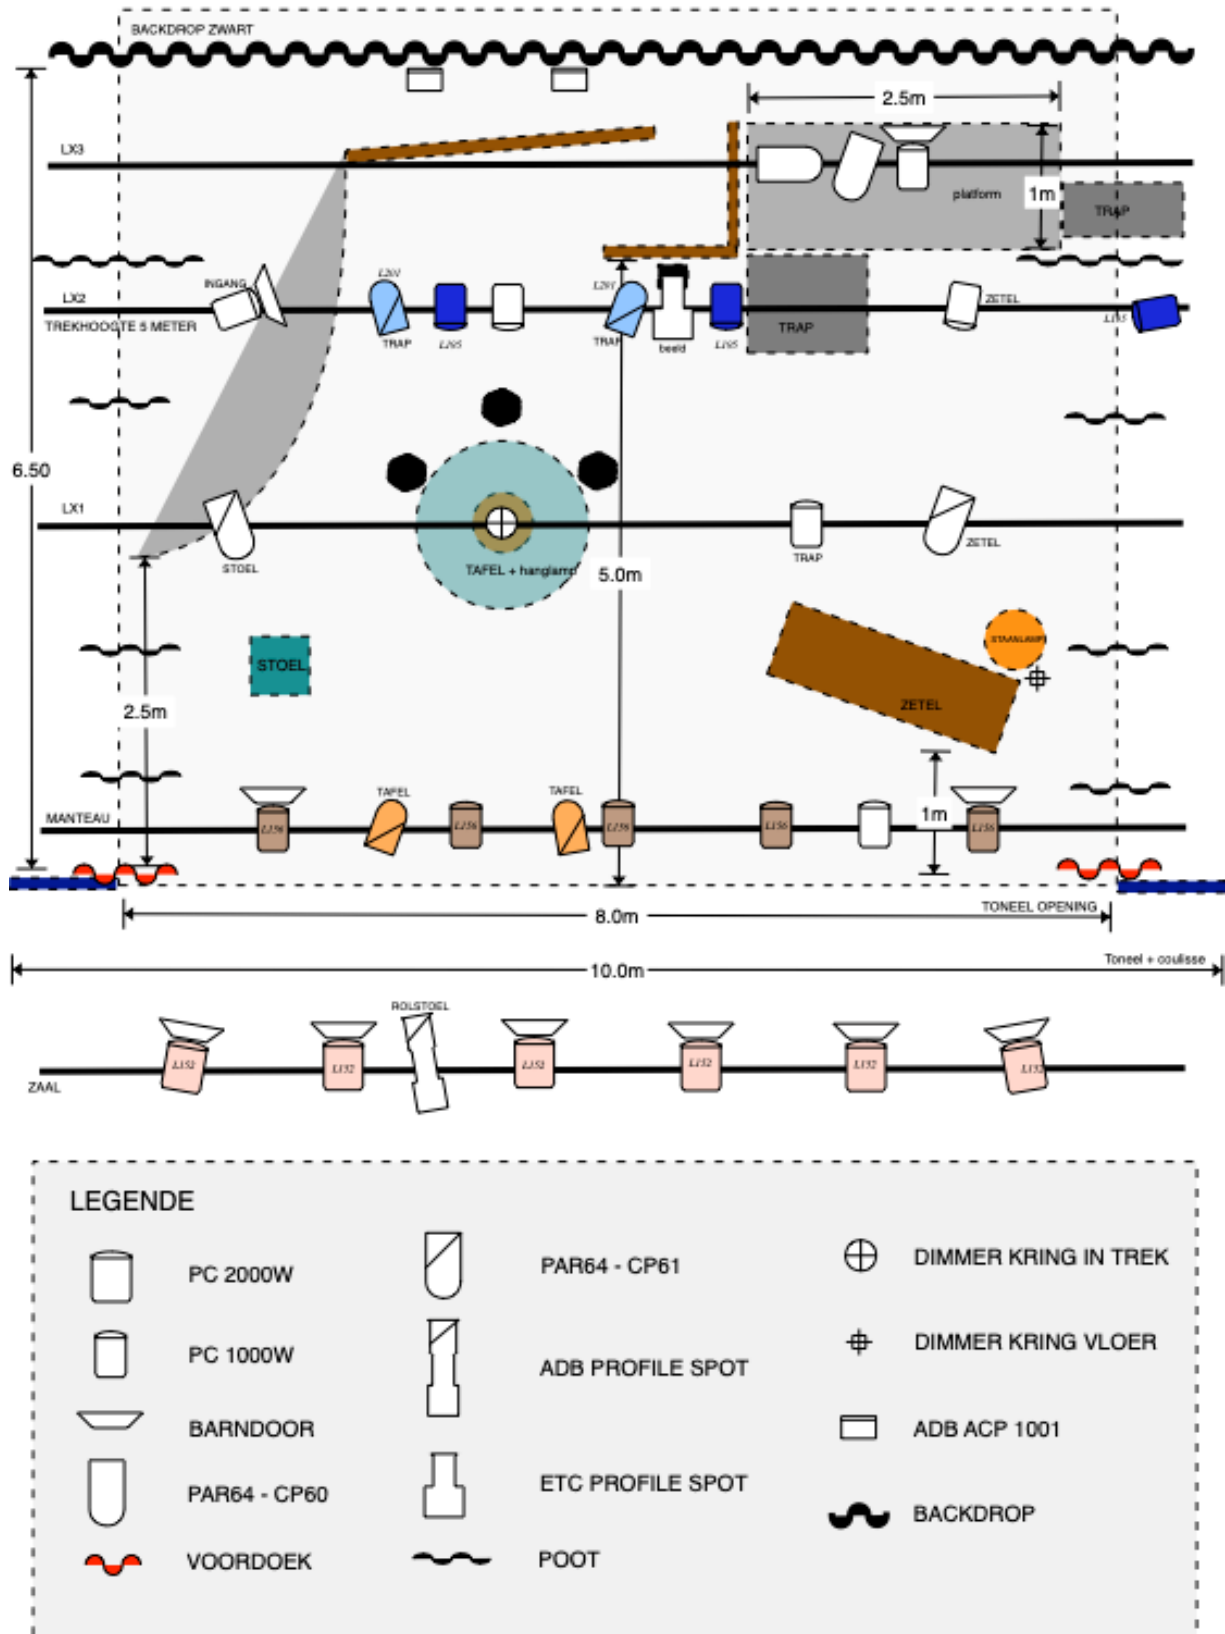 BACKDROP ZWART
2.5m
LX3
platform
1m
TRAP
INGANG
L201
L201
LX2
ZETEL
TREKHOOGTE 5 METER
TRAP
L105
TRAP
beeld
L105
TRAP
L105
6.50
LX1
STOEL
TAFEL + hanglamp
5.0m
TRAP
ZETEL
STOEL
STAANLAMP
2.5m
ZETEL
TAFEL
TAFEL
MANTEAU
L156
L156
L156
L156
1m
L156
8.0m
TONEEL OPENING
10.0m
Toneel + coulisse
ROLSTOEL
L152
L152
L152
L152
L152
L152
ZAAL
LEGENDE
PC 2000W
PAR64 - CP61
DIMMER KRING IN TREK
PC 1000W
ADB PROFILE SPOT
DIMMER KRING VLOER
BARNDOOR
ADB ACP 1001
PAR64 - CP60
ETC PROFILE SPOT
BACKDROP
VOORDOEK
POOT